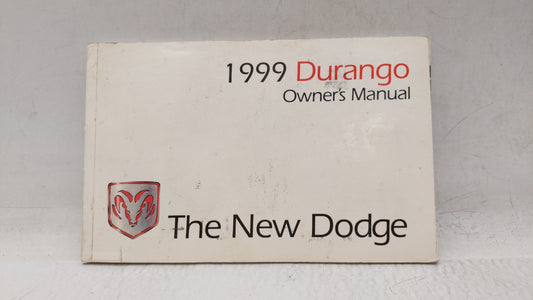 1999 Durango
Owner's Manual
The New Dodge